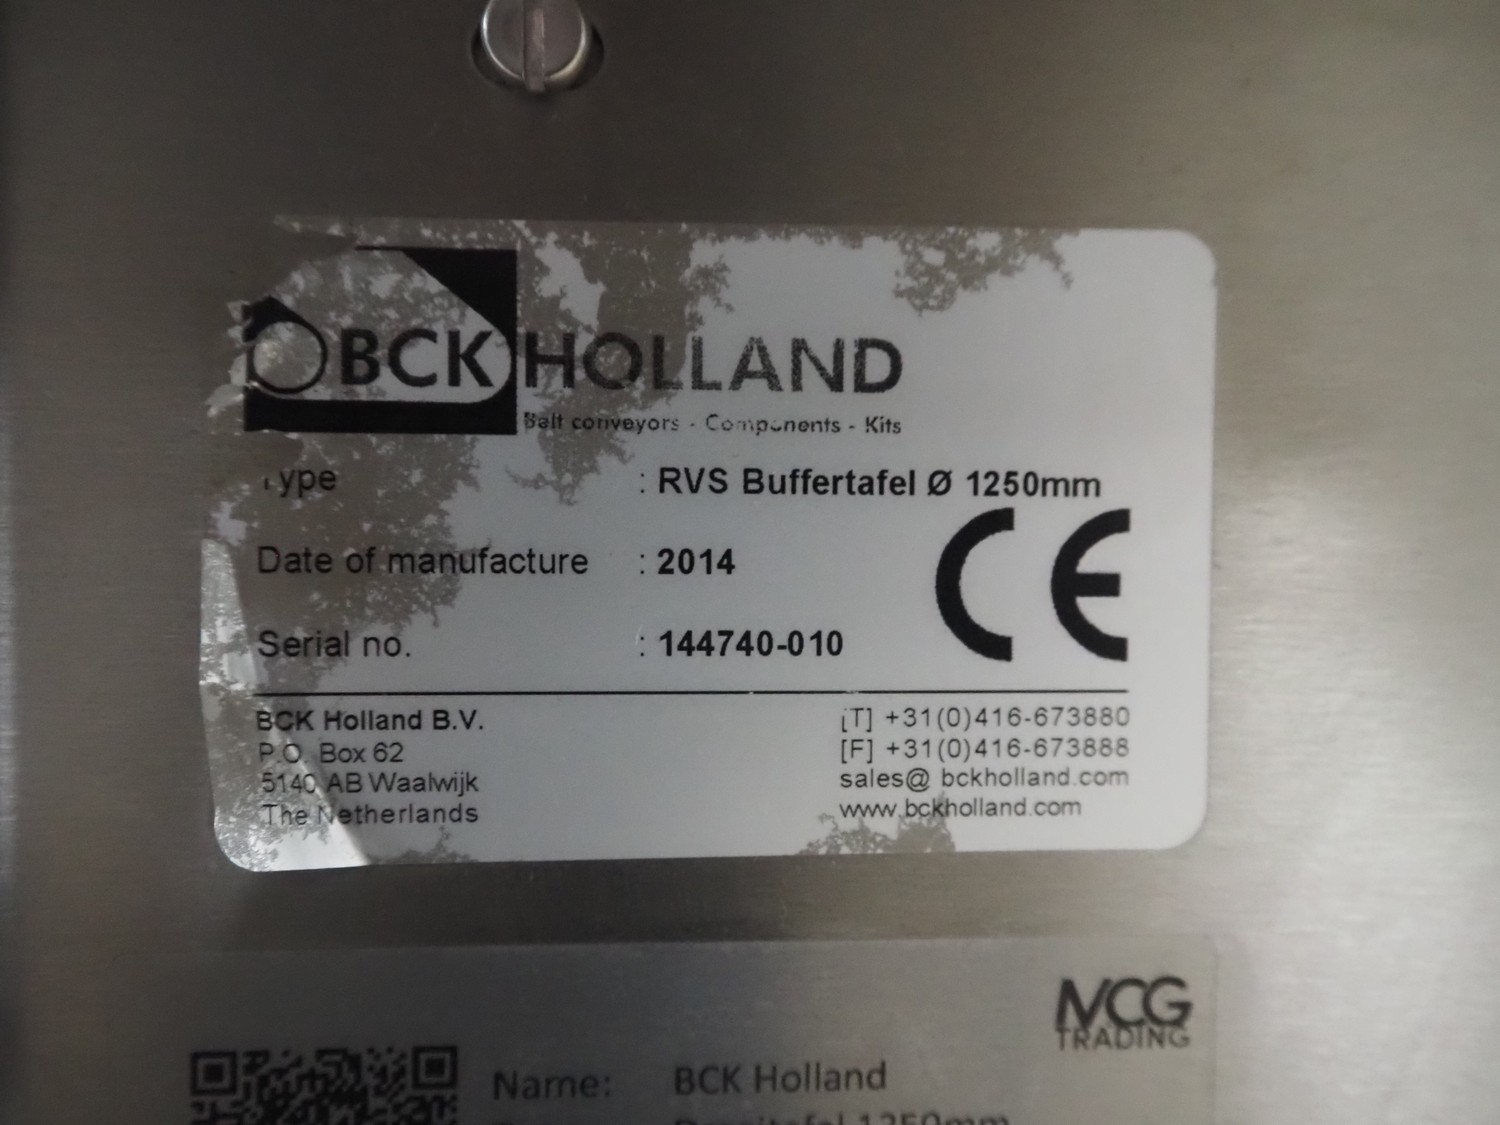 BCK HOLLAND
Belt conveyors - Components - Kits
Type : RVS Buffertafel Ø 1250mm
Date of manufacture : 2014
CE
Serial no. : 144740-010
BCK Holland B.V. [T] +31(0)416-673880
P.O. Box 62 [F] +31(0)416-673888
5140 AB Waalwijk sales@ bckholland.com
The Netherlands www.bckholland.com
MCG
TRADING
Name: BCK Holland
1250mm